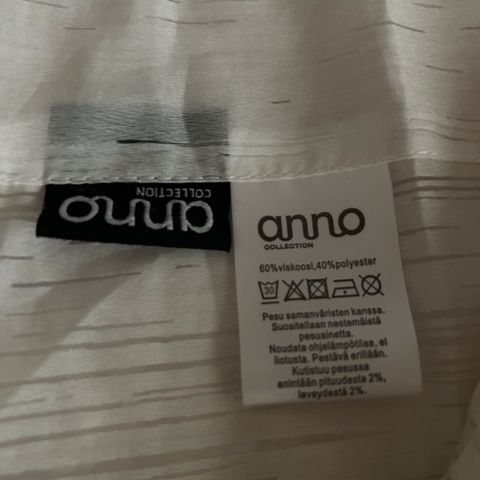 anno
COLLECTION
anno
COLLECTION
60%viskoosi,40%polyester
30
Pesu samanväristen kanssa.
Suositellaan nestemäistä
pesuainetta.
Noudata ohjelämpötilaa, ei
liotusta. Pestävä erillään.
Kutistuu pesussa
enintään pituudesta 2%,
leveydestä 2%.